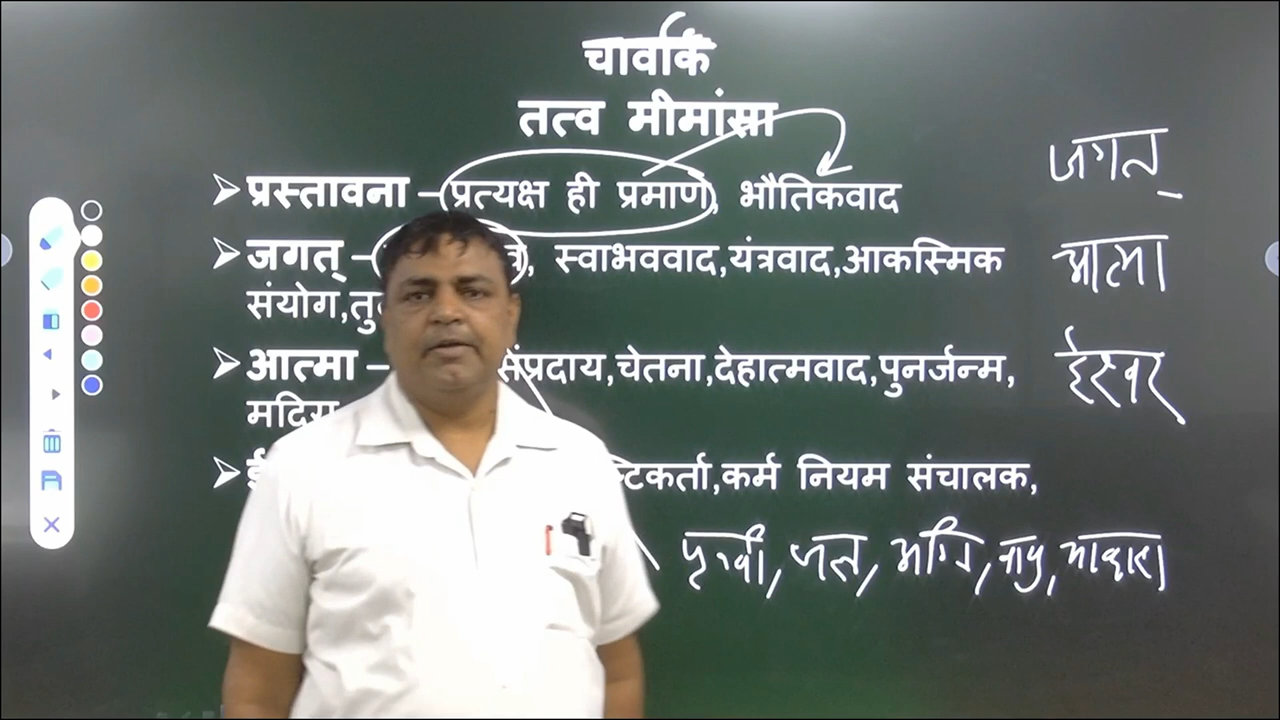 चार्वाक
तत्व मीमांसा
प्रस्तावना – प्रत्यक्ष ही प्रमाण, भौतिकवाद
जगत् – स्वाभववाद,यंत्रवाद,आकस्मिक
संयोग,
आत्मा – संप्रदाय,चेतना,देहात्मवाद,पुनर्जन्म,
कर्म नियम संचालक,
जगत्
आत्मा
ईश्वर
पृथ्वी, जल, अग्नि, वायु, आकाश